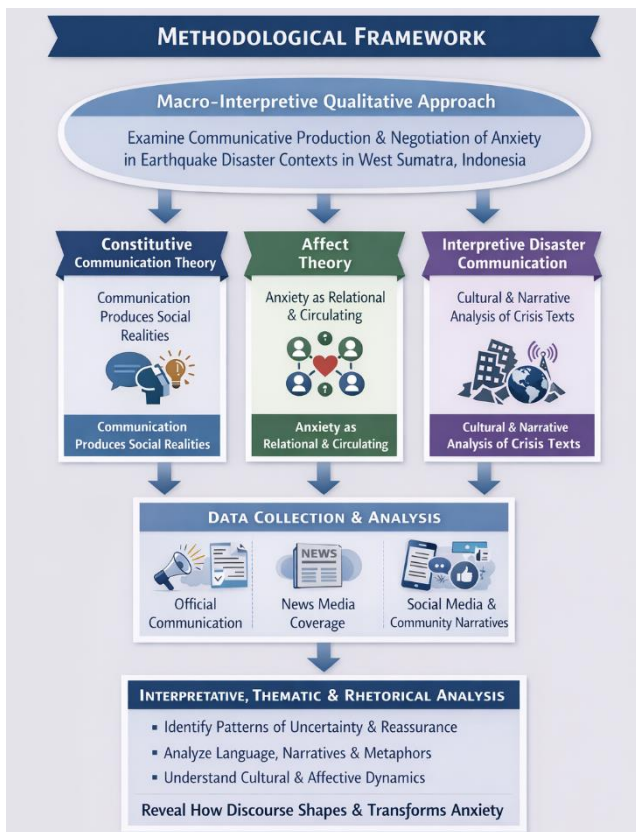 METHODOLOGICAL FRAMEWORK
Macro-Interpretive Qualitative Approach
Examine Communicative Production & Negotiation of Anxiety
in Earthquake Disaster Contexts in West Sumatra, Indonesia
Constitutive
Communication Theory
Communication
Produces Social
Realities
Communication
Produces Social Realities
Affect
Theory
Anxiety as Relational
& Circulating
Anxiety as
Relational & Circulating
Interpretive Disaster
Communication
Cultural & Narrative
Analysis of Crisis Texts
Cultural & Narrative
Analysis of Crisis Texts
DATA COLLECTION & ANALYSIS
Official
Communication
NEWS
News Media
Coverage
Social Media &
Community Narratives
INTERPRETATIVE, THEMATIC & RHETORICAL ANALYSIS
▪ Identify Patterns of Uncertainty & Reassurance
▪ Analyze Language, Narratives & Metaphors
▪ Understand Cultural & Affective Dynamics
Reveal How Discourse Shapes & Transforms Anxiety